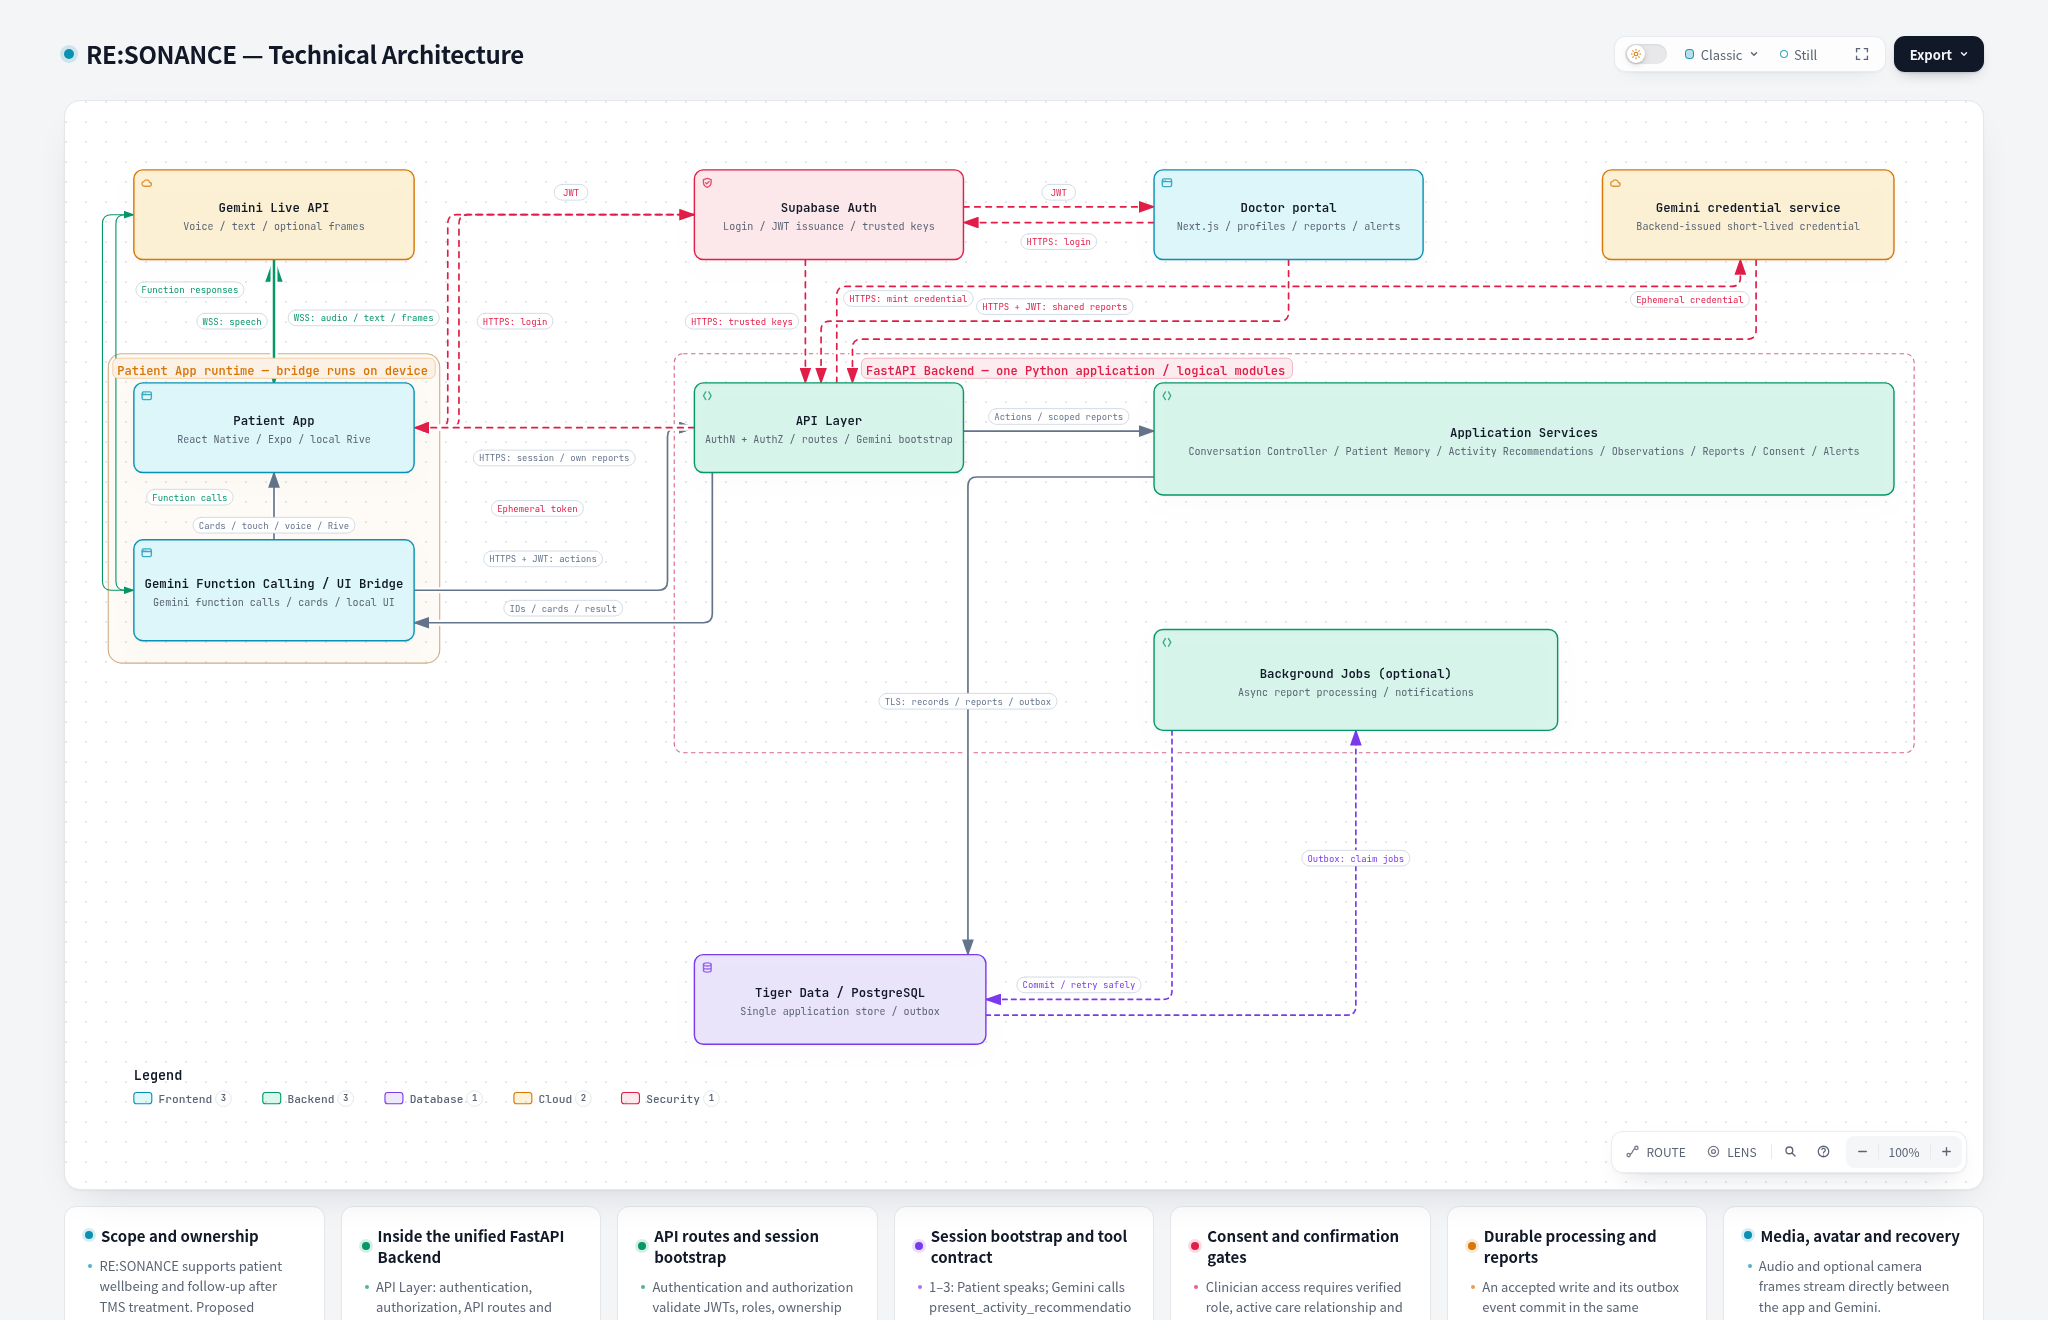 RE:SONANCE — Technical Architecture
Classic
Still
Export
Gemini Live API
Voice / text / optional frames
JWT
Supabase Auth
Login / JWT issuance / trusted keys
JWT
HTTPS: login
Doctor portal
Next.js / profiles / reports / alerts
Gemini credential service
Backend-issued short-lived credential
Function responses
WSS: speech
WSS: audio / text / frames
HTTPS: login
HTTPS: trusted keys
HTTPS: mint credential
HTTPS + JWT: shared reports
Ephemeral credential
Patient App runtime — bridge runs on device
FastAPI Backend — one Python application / logical modules
Patient App
React Native / Expo / local Rive
API Layer
AuthN + AuthZ / routes / Gemini bootstrap
Actions / scoped reports
Application Services
Conversation Controller / Patient Memory / Activity Recommendations / Observations / Reports / Consent / Alerts
HTTPS: session / own reports
Function calls
Ephemeral token
Cards / touch / voice / Rive
HTTPS + JWT: actions
Gemini Function Calling / UI Bridge
Gemini function calls / cards / local UI
IDs / cards / result
Background Jobs (optional)
Async report processing / notifications
TLS: records / reports / outbox
Outbox: claim jobs
Tiger Data / PostgreSQL
Single application store / outbox
Commit / retry safely
Legend
Frontend 3
Backend 3
Database 1
Cloud 2
Security 1
ROUTE
LENS
100%
Scope and ownership
RE:SONANCE supports patient
wellbeing and follow-up after
TMS treatment. Proposed
Inside the unified FastAPI
Backend
API Layer: authentication,
authorization, API routes and
API routes and session
bootstrap
Authentication and authorization
validate JWTs, roles, ownership
Session bootstrap and tool
contract
1–3: Patient speaks; Gemini calls
present_activity_recommendatio
Consent and confirmation
gates
Clinician access requires verified
role, active care relationship and
Durable processing and
reports
An accepted write and its outbox
event commit in the same
Media, avatar and recovery
Audio and optional camera
frames stream directly between
the app and Gemini.